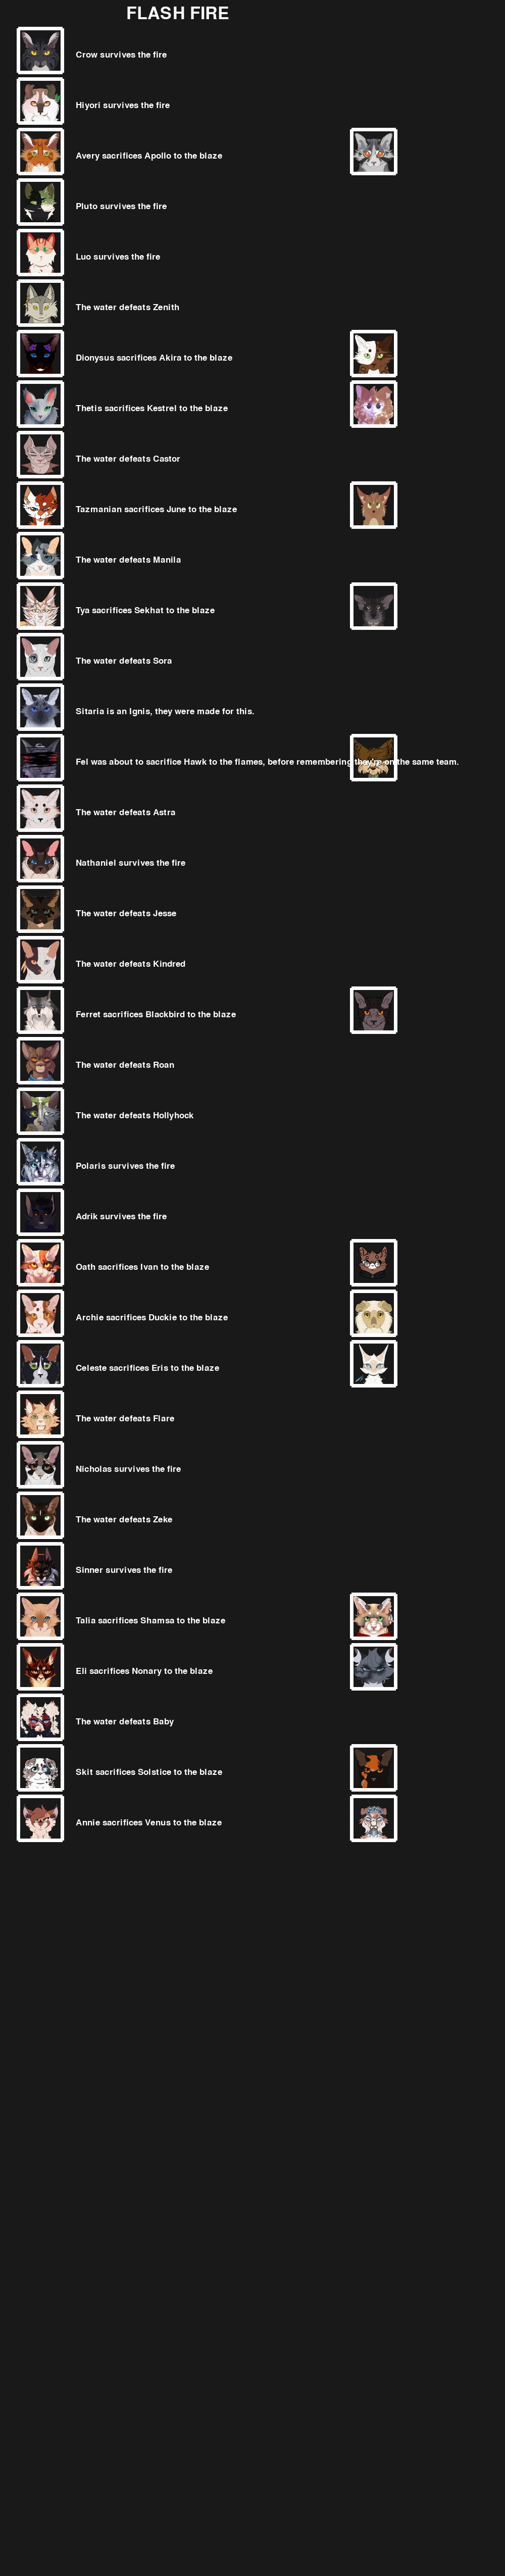 FLASH FIRE
Crow survives the fire
Hiyori survives the fire
Avery sacrifices Apollo to the blaze
Pluto survives the fire
Luo survives the fire
The water defeats Zenith
Dionysus sacrifices Akira to the blaze
Thetis sacrifices Kestrel to the blaze
The water defeats Castor
Tazmanian sacrifices June to the blaze
The water defeats Manila
Tya sacrifices Sekhat to the blaze
The water defeats Sora
Sitaria is an Ignis, they were made for this.
Fel was about to sacrifice Hawk to the flames, before remembering they're on the same team.
The water defeats Astra
Nathaniel survives the fire
The water defeats Jesse
The water defeats Kindred
Ferret sacrifices Blackbird to the blaze
The water defeats Roan
The water defeats Hollyhock
Polaris survives the fire
Adrik survives the fire
Oath sacrifices Ivan to the blaze
Archie sacrifices Duckie to the blaze
Celeste sacrifices Eris to the blaze
The water defeats Flare
Nicholas survives the fire
The water defeats Zeke
Sinner survives the fire
Talia sacrifices Shamsa to the blaze
Eli sacrifices Nonary to the blaze
The water defeats Baby
Skit sacrifices Solstice to the blaze
Annie sacrifices Venus to the blaze